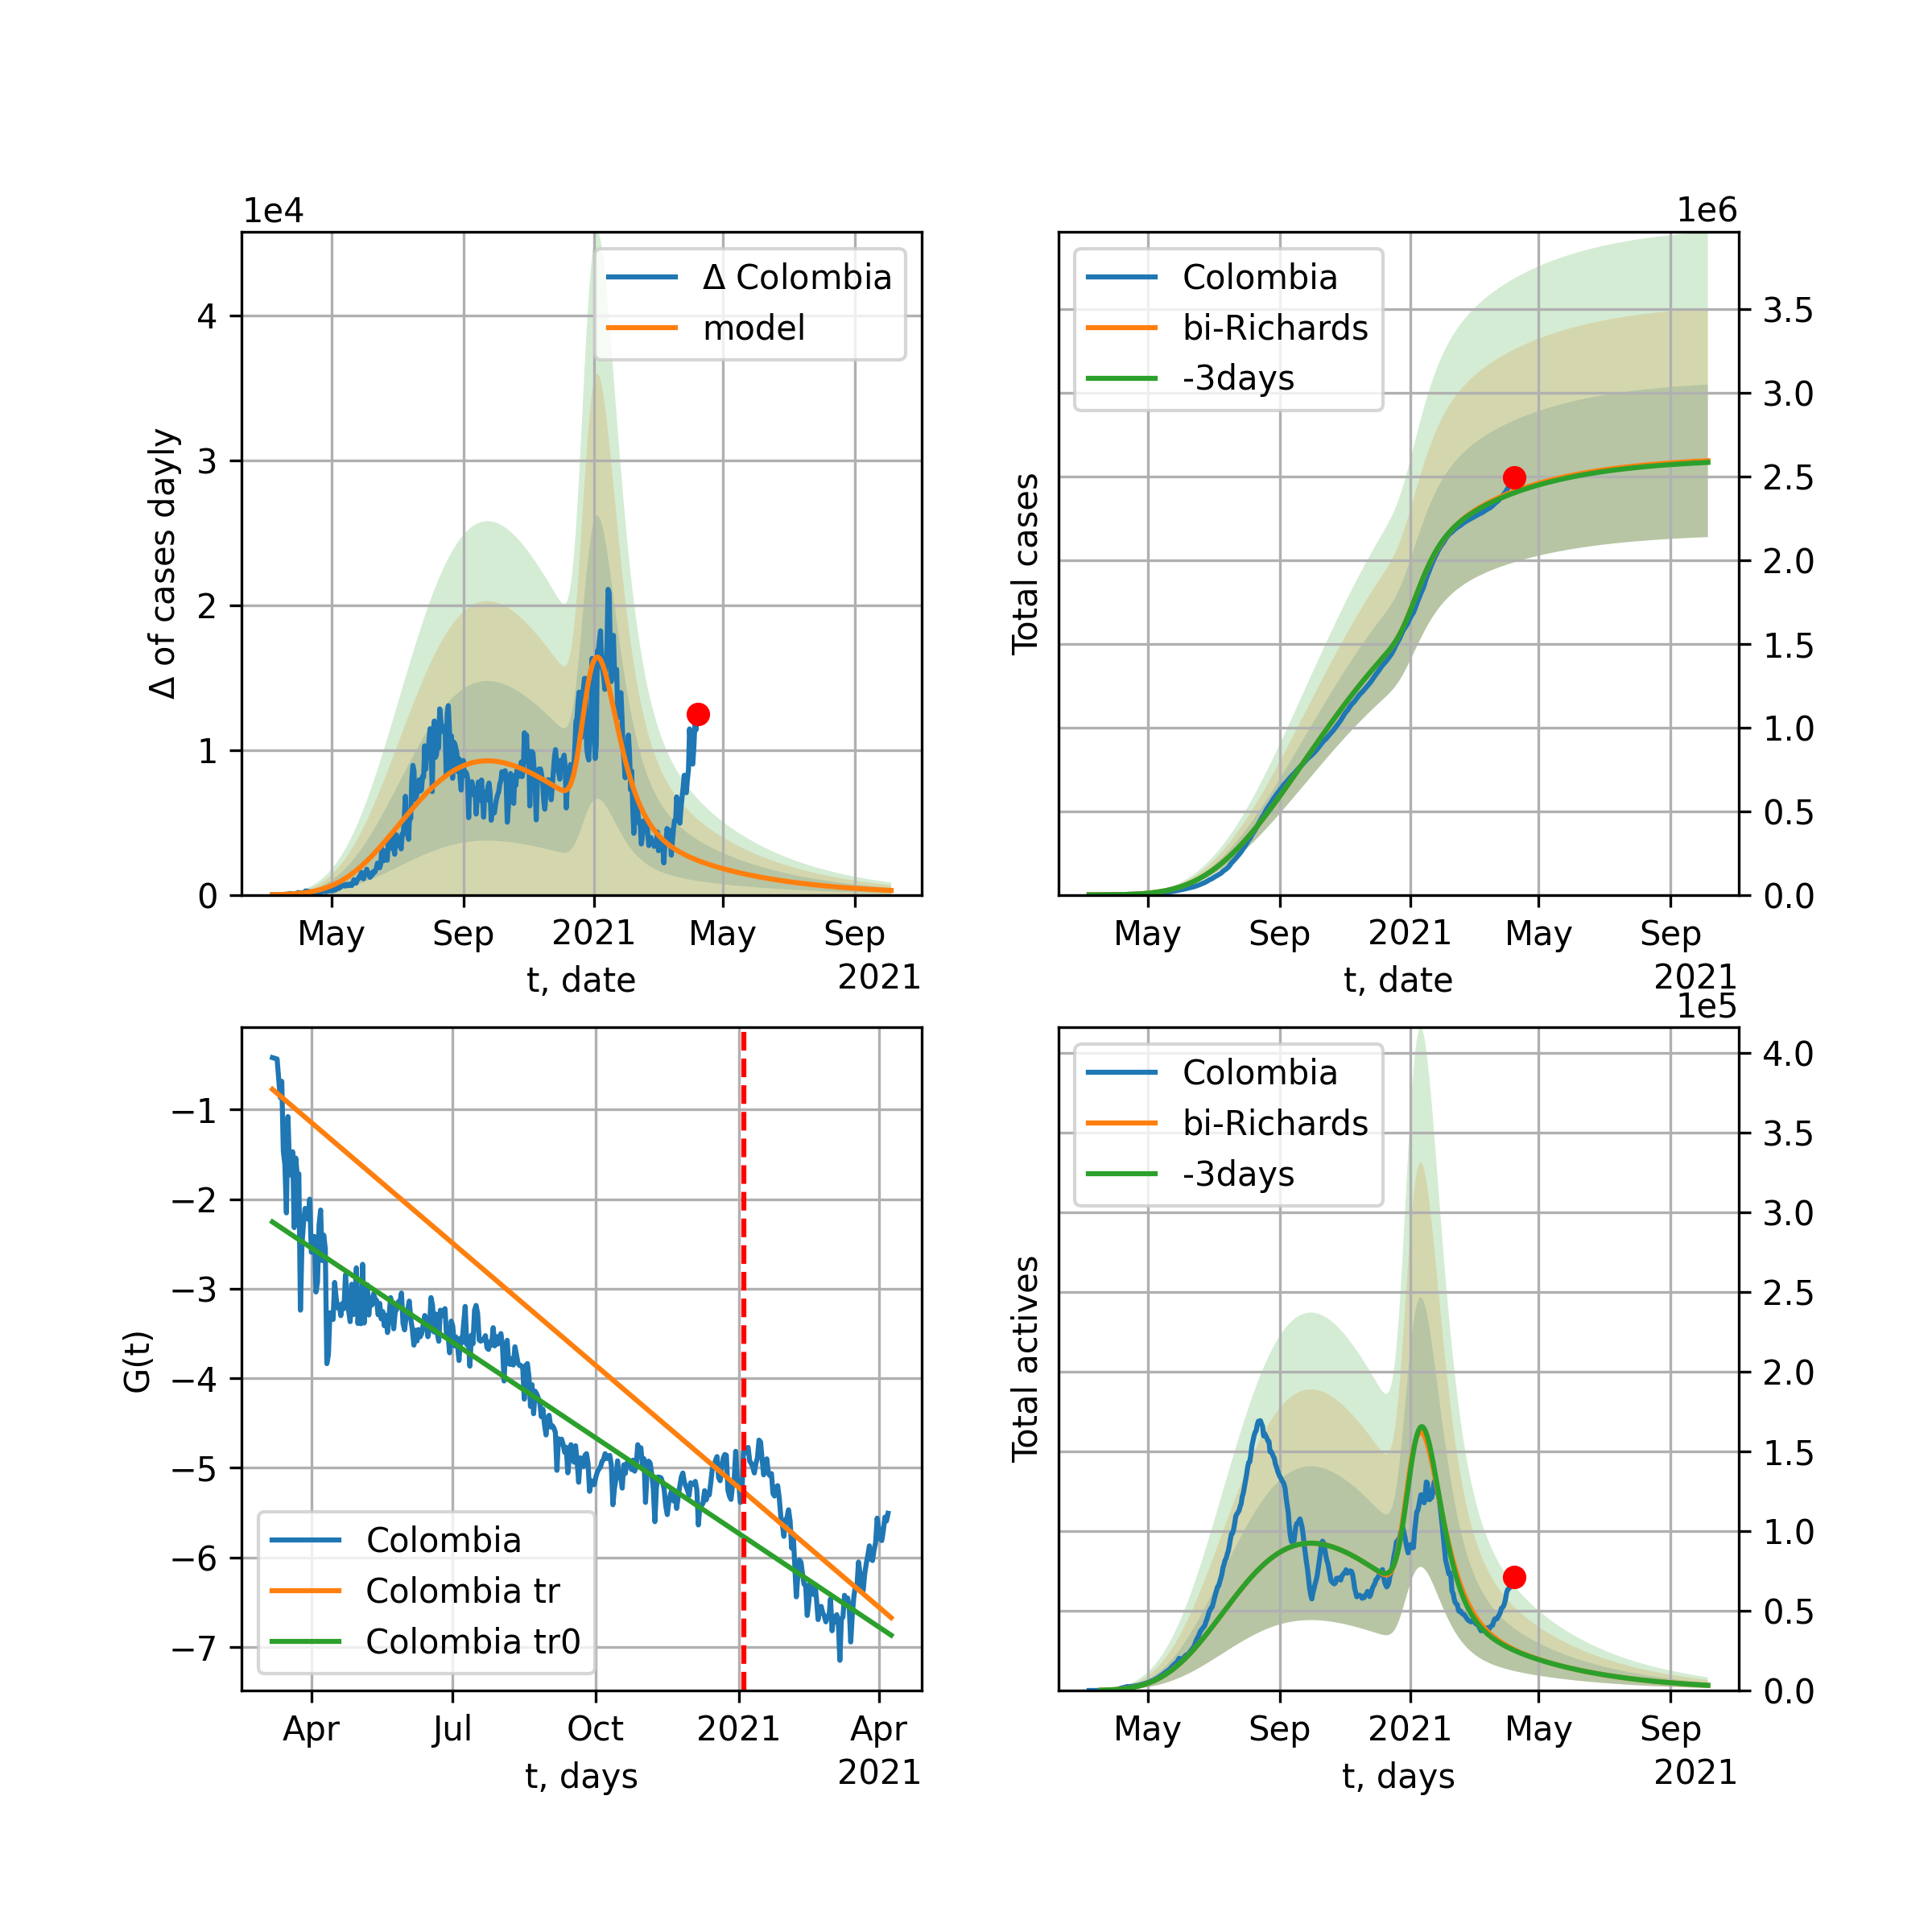 1e4
Δ of cases dayly
4
3
2
1
0
Δ Colombia
model
May Sep 2021 May Sep
t, date
2021
1e6
Total cases
Colombia
bi-Richards
-3days
3.5
3.0
2.5
2.0
1.5
1.0
0.5
0.0
May Sep 2021 May Sep
t, date
2021
G(t)
−1
−2
−3
−4
−5
−6
−7
Colombia
Colombia tr
Colombia tr0
Apr Jul Oct 2021 Apr
t, days
2021
1e5
Total actives
Colombia
bi-Richards
-3days
4.0
3.5
3.0
2.5
2.0
1.5
1.0
0.5
0.0
May Sep 2021 May Sep
t, days
2021